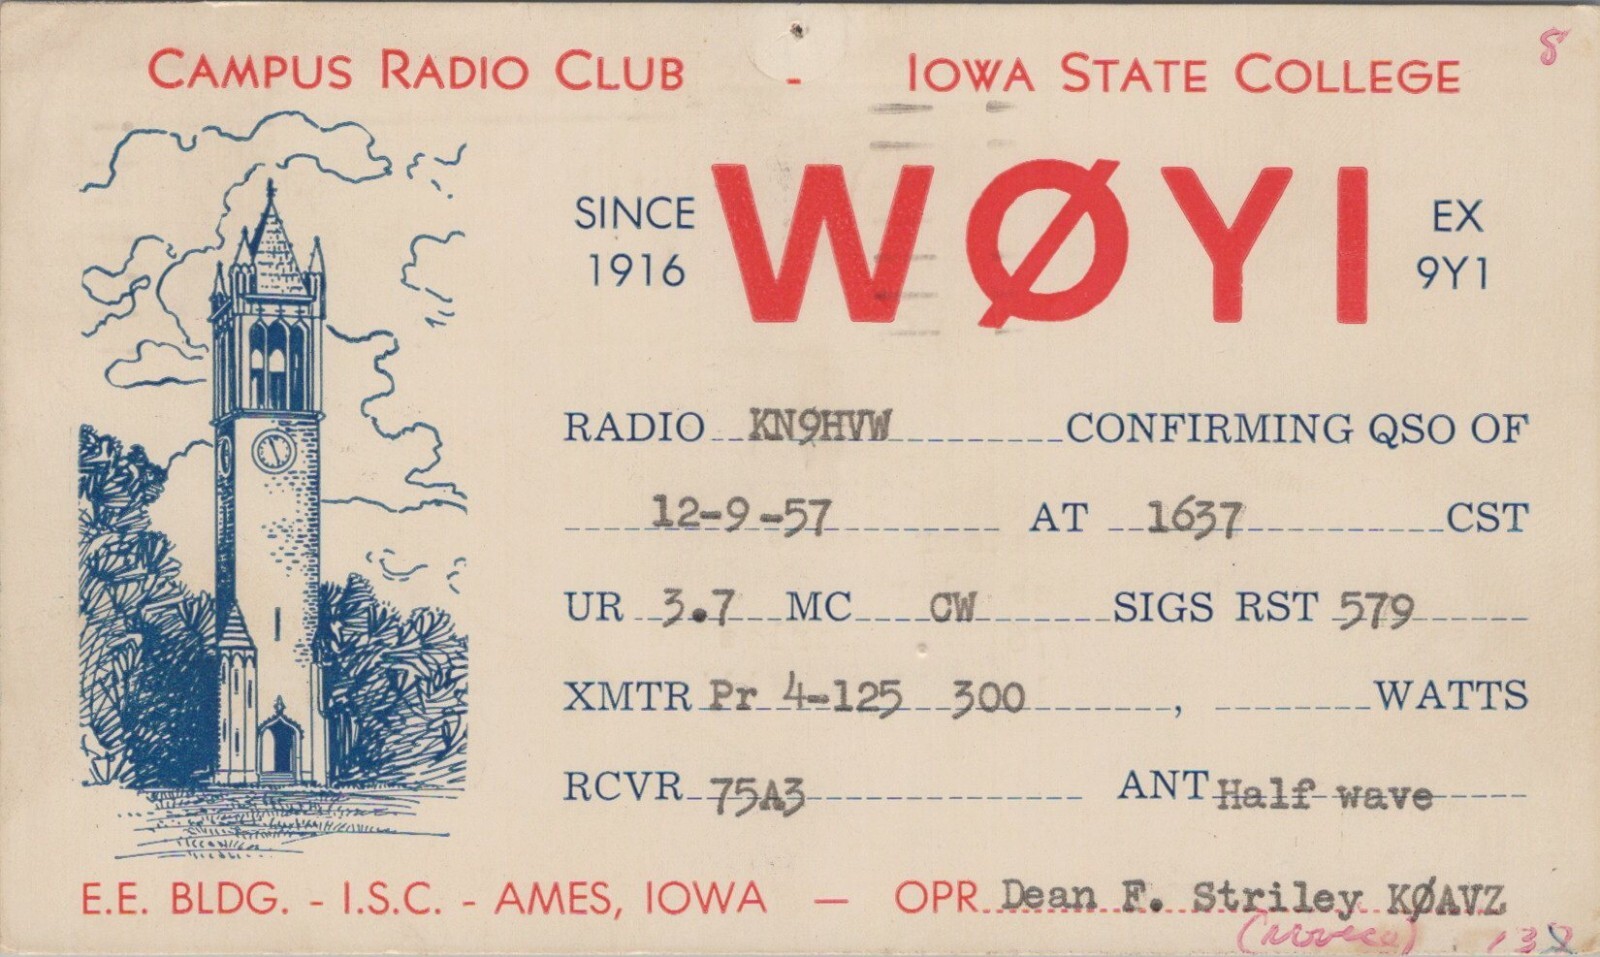 CAMPUS RADIO CLUB - IOWA STATE COLLEGE
8
SINCE 1916
WØYI
EX 9Y1
RADIO KN9HVW CONFIRMING QSO OF
12-9-57 AT 1637 CST
UR 3.7 MC CW SIGS RST 579
XMTR Pr 4-125 300, WATTS
RCVR 75A3 ANT Half wave
E.E. BLDG. - I.S.C. - AMES, IOWA — OPR Dean F. Striley KØAVZ